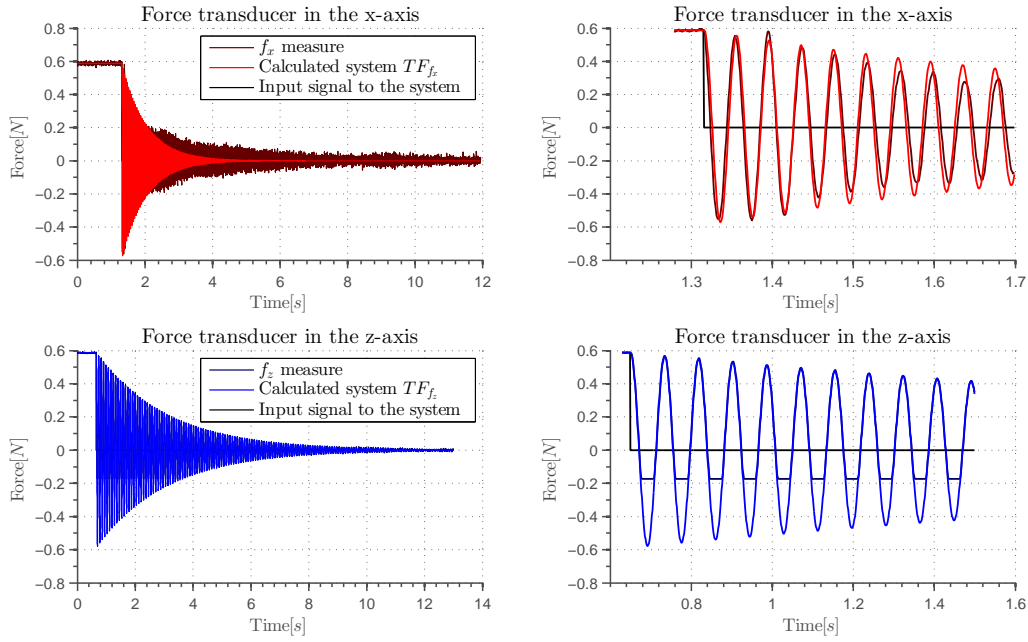 Force transducer in the x-axis
0.8
0.6
0.4
0.2
0
−0.2
−0.4
−0.6
Force[N]
f_x measure
Calculated system TF_{f_x}
Input signal to the system
0 2 4 6 8 10 12
Time[s]
Force transducer in the x-axis
0.8
0.6
0.4
0.2
0
−0.2
−0.4
−0.6
−0.8
Force[N]
1.3 1.4 1.5 1.6 1.7
Time[s]
Force transducer in the z-axis
0.6
0.4
0.2
0
−0.2
−0.4
−0.6
−0.8
Force[N]
f_z measure
Calculated system TF_{f_z}
Input signal to the system
0 2 4 6 8 10 12 14
Time[s]
Force transducer in the z-axis
0.6
0.4
0.2
0
−0.2
−0.4
−0.6
−0.8
Force[N]
0.8 1 1.2 1.4 1.6
Time[s]